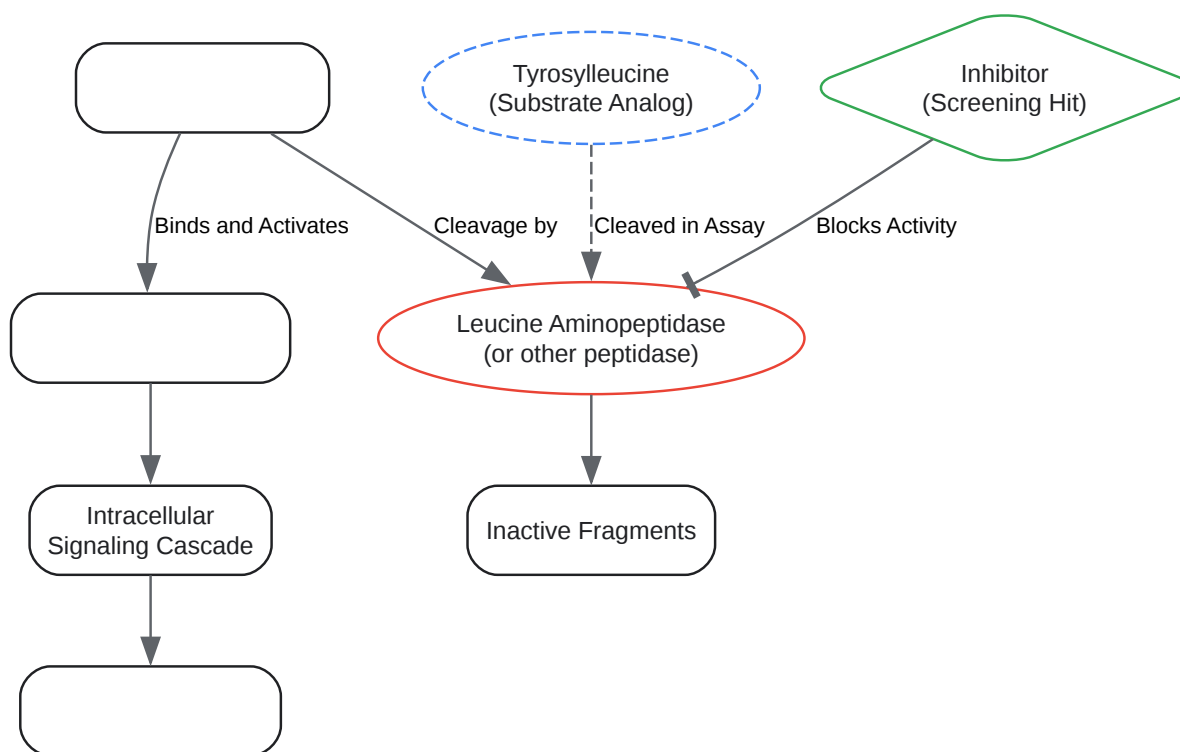 Tyrosylleucine
(Substrate Analog)
Inhibitor
(Screening Hit)
Binds and Activates
Cleavage by
Cleaved in Assay
Blocks Activity
Leucine Aminopeptidase
(or other peptidase)
Intracellular
Signaling Cascade
Inactive Fragments